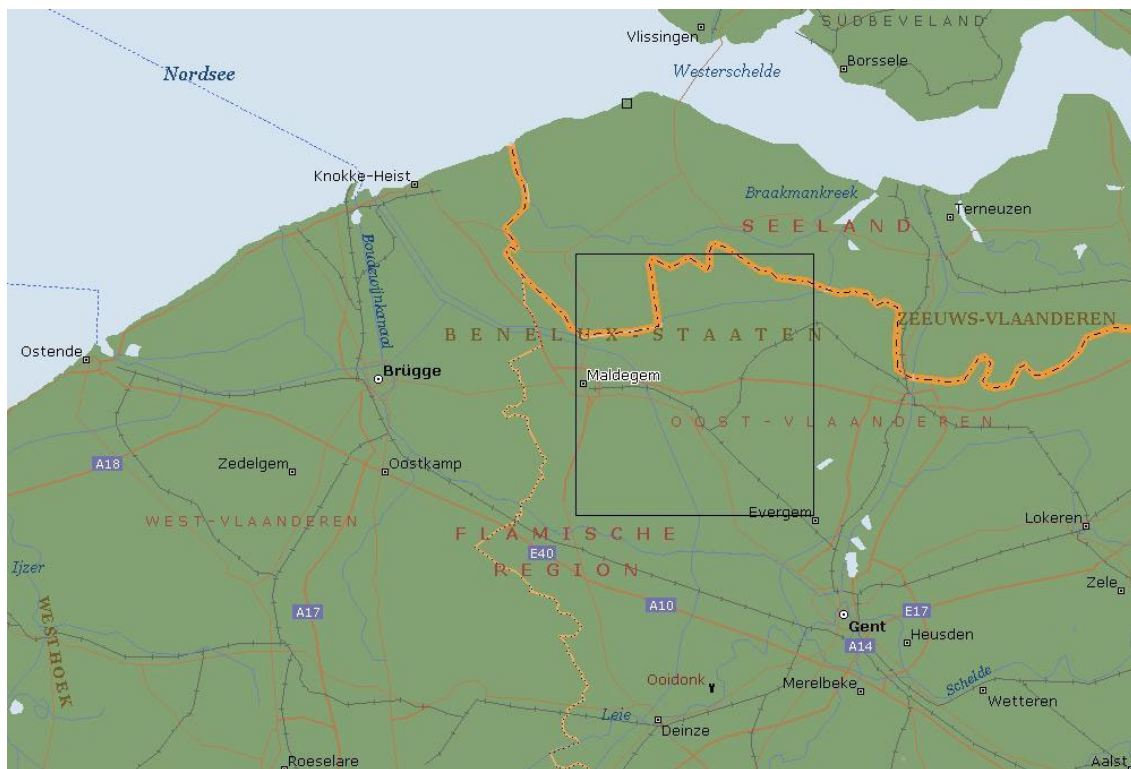 SÜDBEVELAND
Vlissingen
Borssele
Nordsee
Westerschelde
Knokke-Heist
Braakmankreek
Terneuzen
SEELAND
Boudewijnkanaal
ZEEUWS-VLAANDEREN
BENELUX-STAATEN
Ostende
Brügge
Maldegem
OOST-VLAANDEREN
A18
Zedelgem
Oostkamp
Evergem
Lokeren
WEST-VLAANDEREN
FLÄMISCHE
REGION
E40
Ijzer
WESTHOEK
Zele
A17
A10
E17
Gent
Heusden
A14
Ooidonk
Merelbeke
Schelde
Wetteren
Leie
Deinze
Roeselare
Aalst